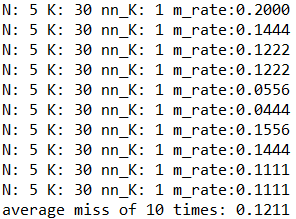 N: 5 K: 30 nn_K: 1 m_rate:0.2000
N: 5 K: 30 nn_K: 1 m_rate:0.1444
N: 5 K: 30 nn_K: 1 m_rate:0.1222
N: 5 K: 30 nn_K: 1 m_rate:0.1222
N: 5 K: 30 nn_K: 1 m_rate:0.0556
N: 5 K: 30 nn_K: 1 m_rate:0.0444
N: 5 K: 30 nn_K: 1 m_rate:0.1556
N: 5 K: 30 nn_K: 1 m_rate:0.1444
N: 5 K: 30 nn_K: 1 m_rate:0.1111
N: 5 K: 30 nn_K: 1 m_rate:0.1111
average miss of 10 times: 0.1211